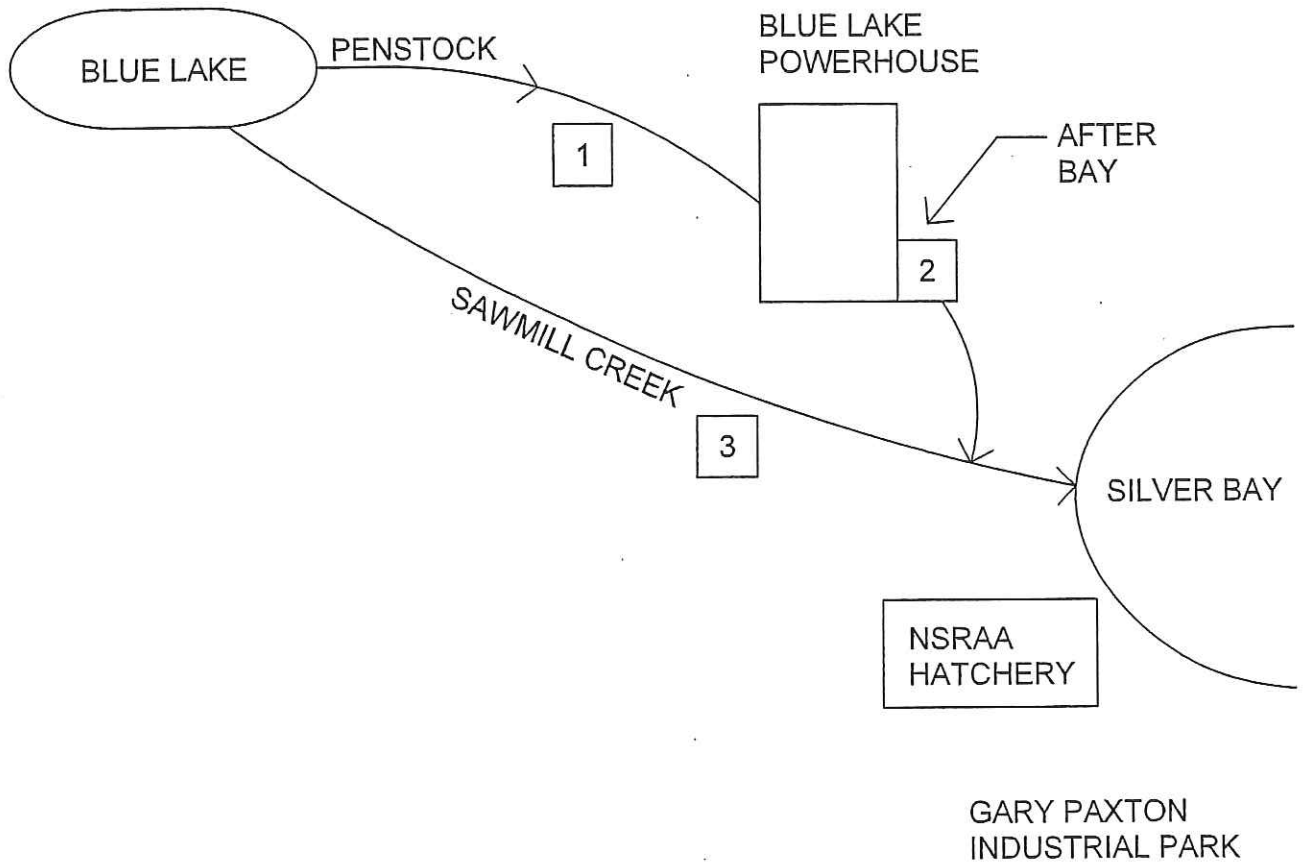 BLUE LAKE
PENSTOCK
BLUE LAKE
POWERHOUSE
1
AFTER
BAY
2
SAWMILL CREEK
3
SILVER BAY
NSRAA
HATCHERY
GARY PAXTON
INDUSTRIAL PARK